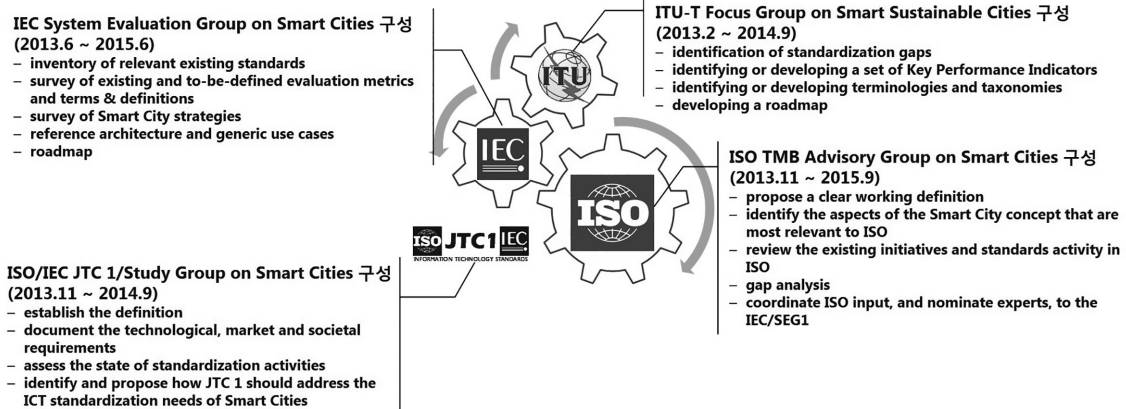 IEC System Evaluation Group on Smart Cities 구성
(2013.6 ~ 2015.6)
– inventory of relevant existing standards
– survey of existing and to-be-defined evaluation metrics
and terms & definitions
– survey of Smart City strategies
– reference architecture and generic use cases
– roadmap
ITU-T Focus Group on Smart Sustainable Cities 구성
(2013.2 ~ 2014.9)
– identification of standardization gaps
– identifying or developing a set of Key Performance Indicators
– identifying or developing terminologies and taxonomies
– developing a roadmap
ITU
IEC
ISO
ISO TMB Advisory Group on Smart Cities 구성
(2013.11 ~ 2015.9)
– propose a clear working definition
– identify the aspects of the Smart City concept that are
most relevant to ISO
– review the existing initiatives and standards activity in
ISO
– gap analysis
– coordinate ISO input, and nominate experts, to the
IEC/SEG1
ISO JTC1 IEC
INFORMATION TECHNOLOGY STANDARDS
ISO/IEC JTC 1/Study Group on Smart Cities 구성
(2013.11 ~ 2014.9)
– establish the definition
– document the technological, market and societal
requirements
– assess the state of standardization activities
– identify and propose how JTC 1 should address the
ICT standardization needs of Smart Cities